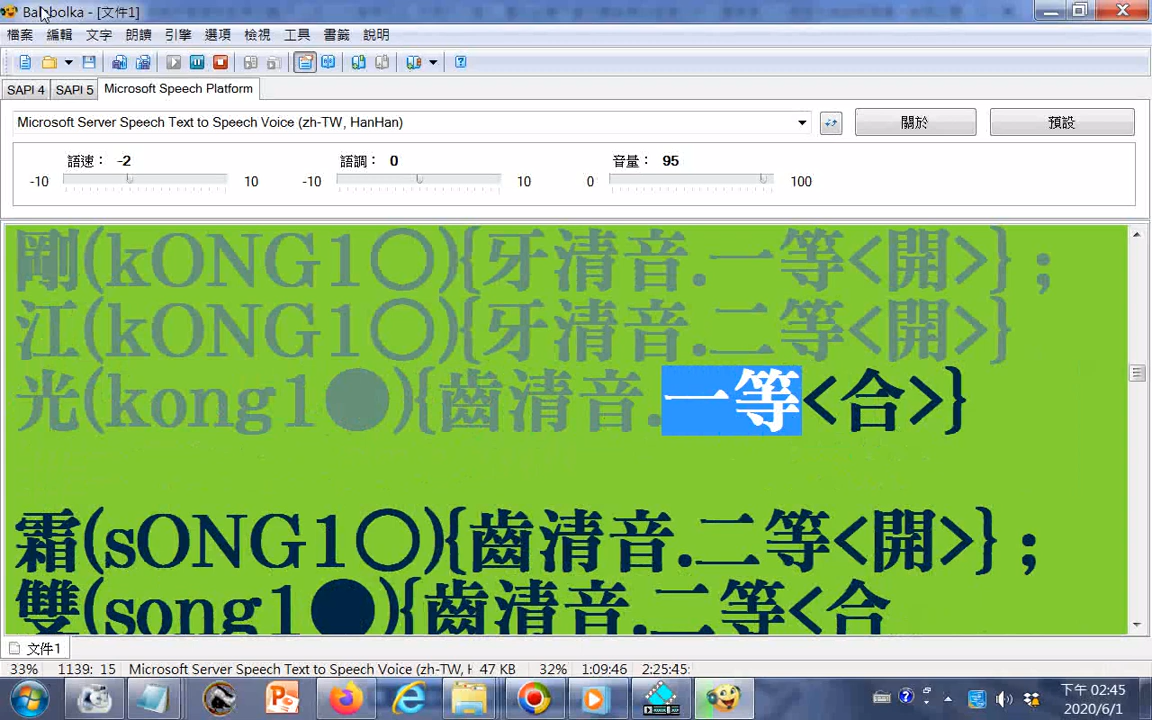 Balabolka - [文件1]
檔案 編輯 文字 朗讀 引擎 選項 檢視 工具 書籤 說明
SAPI 4 SAPI 5 Microsoft Speech Platform
Microsoft Server Speech Text to Speech Voice (zh-TW, HanHan) 關於 預設
語速： -2 語調： 0 音量： 95
-10 10 -10 10 0 100
剛(kONG1○){牙清音.一等<開>}；
江(kONG1○){牙清音.二等<開>}
光(kong1●){齒清音.一等<合>}
霜(sONG1○){齒清音.二等<開>}；
雙(song1●){齒清音.二等<合
文件1
33% 1139: 15 Microsoft Server Speech Text to Speech Voice (zh-TW, H 47 KB 32% 1:09:46 2:25:45:
下午 02:45
2020/6/1